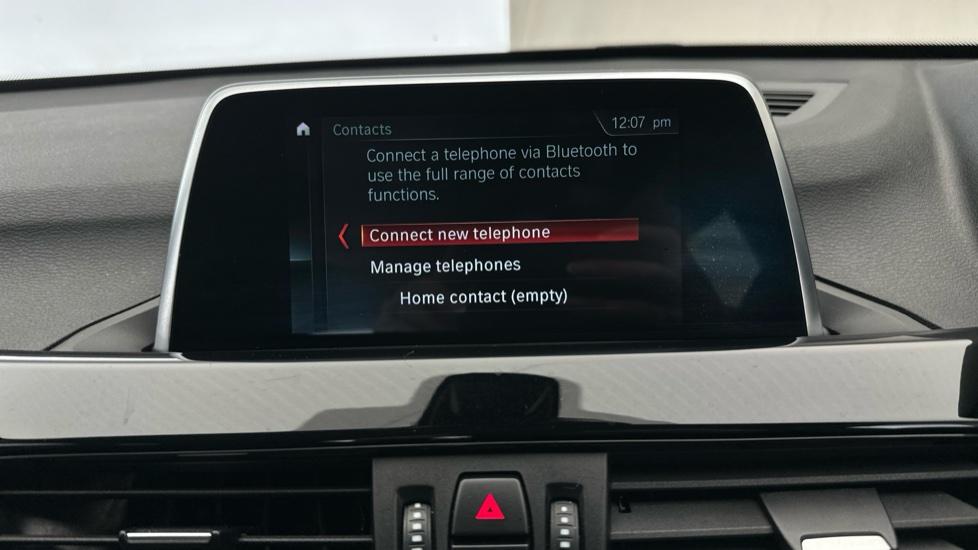 Contacts
12:07 pm
Connect a telephone via Bluetooth to
use the full range of contacts
functions.
Connect new telephone
Manage telephones
Home contact (empty)